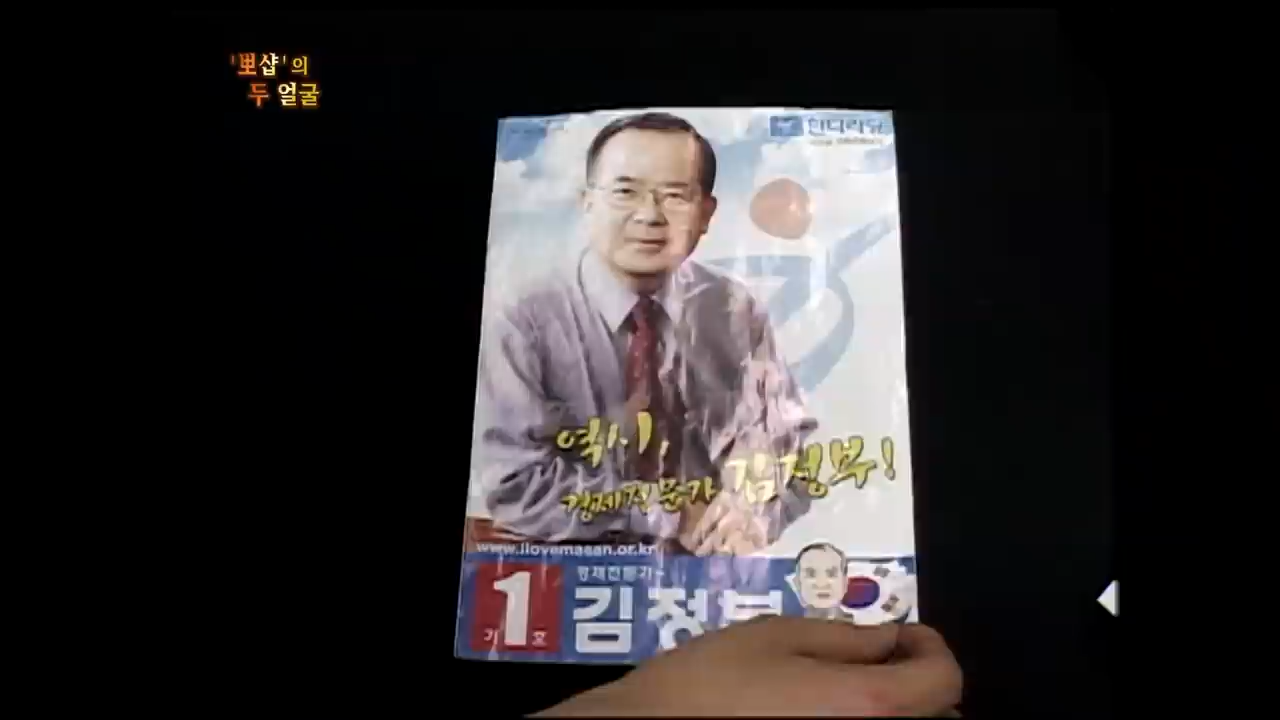 '뽀샵'의
두 얼굴
한나라당
역시,
경제전문가 김정부!
www.ilovemasan.or.kr
기 1 호
경제전문가
김정부